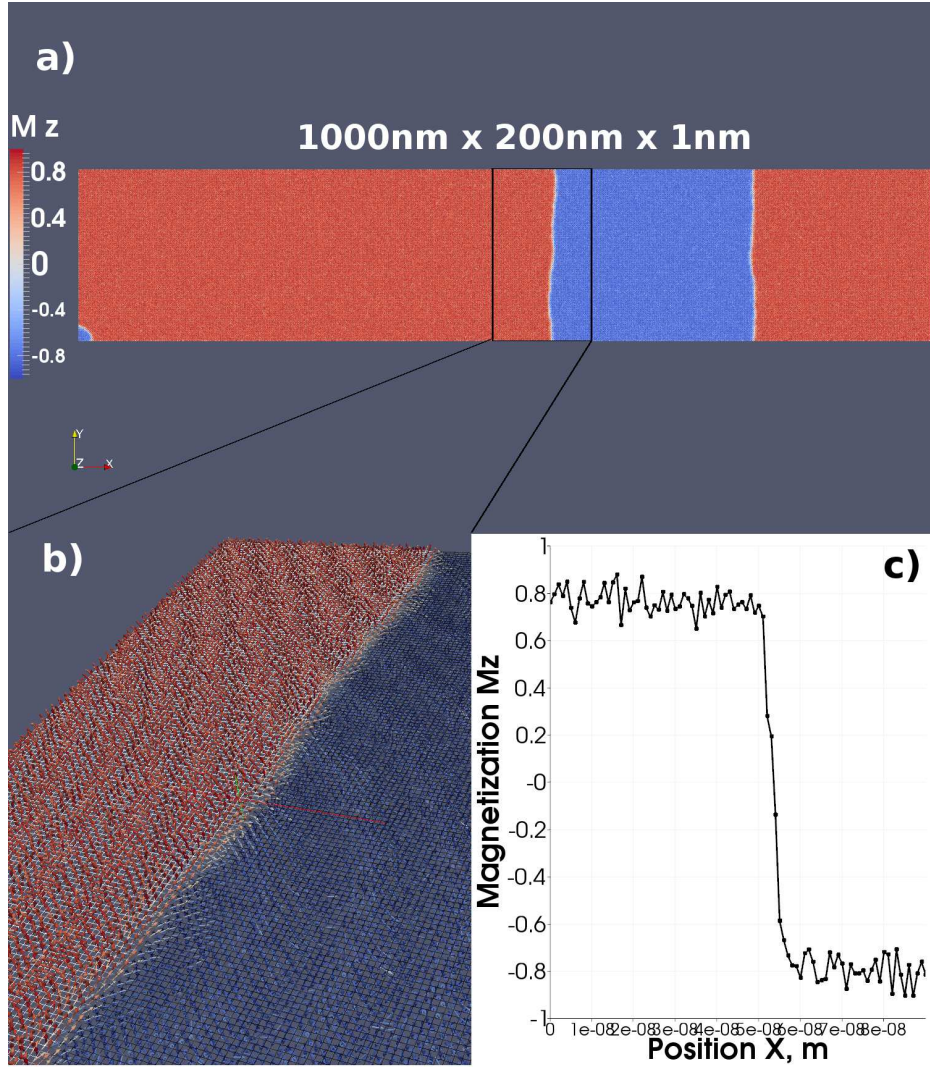 a)
M z
1000nm x 200nm x 1nm
0.8
0.4
0
-0.4
-0.8
Y
Z
X
b)
c)
1
0.8
0.6
0.4
0.2
-0
-0.2
-0.4
-0.6
-0.8
-1
Magnetization Mz
0 1e-08 2e-08 3e-08 4e-08 5e-08 6e-08 7e-08 8e-08
Position X, m